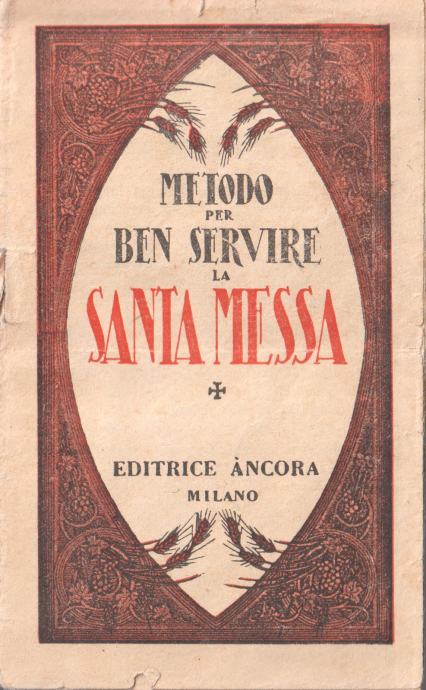 METODO
PER
BEN SERVIRE
LA
SANTA MESSA
✠
EDITRICE ÀNCORA
MILANO